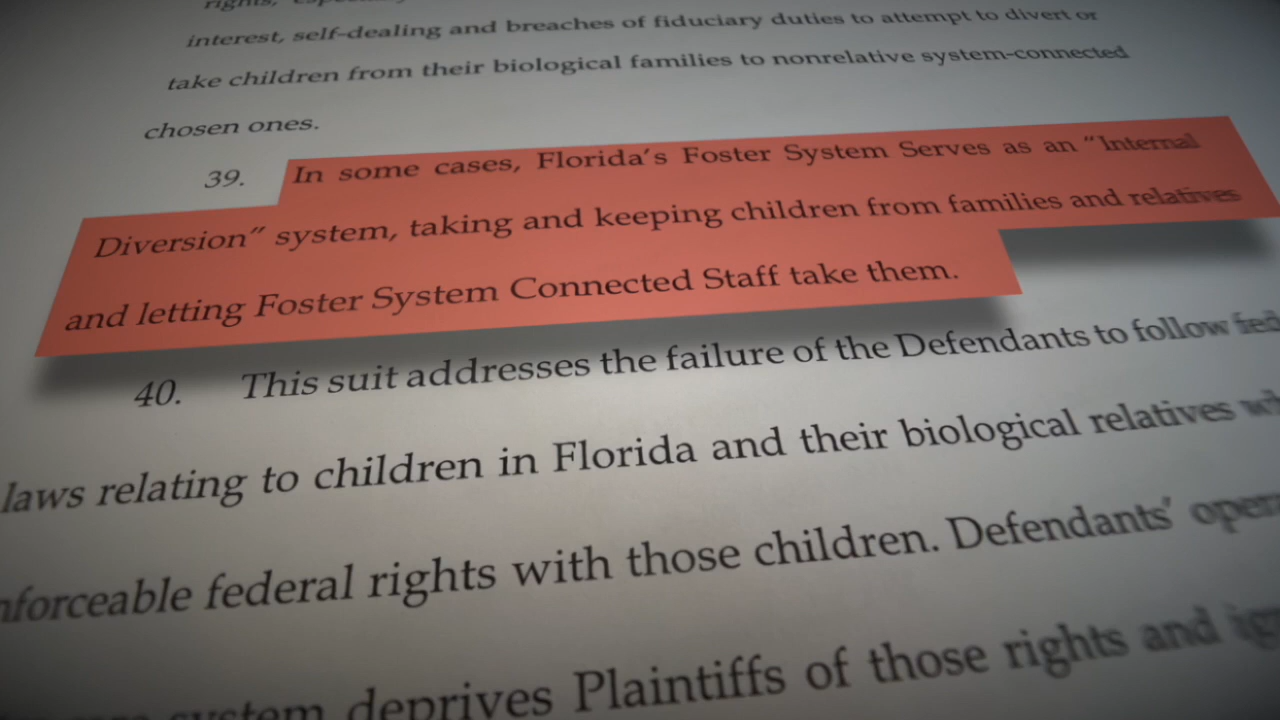 interest, self-dealing and breaches of fiduciary duties to attempt to divert or
take children from their biological families to nonrelative system-connected
chosen ones.
39. In some cases, Florida's Foster System Serves as an "Internal
Diversion" system, taking and keeping children from families and relatives
and letting Foster System Connected Staff take them.
40. This suit addresses the failure of the Defendants to follow
laws relating to children in Florida and their biological relatives
federal rights with those children. Defendants'
system deprives Plaintiffs of those rights and